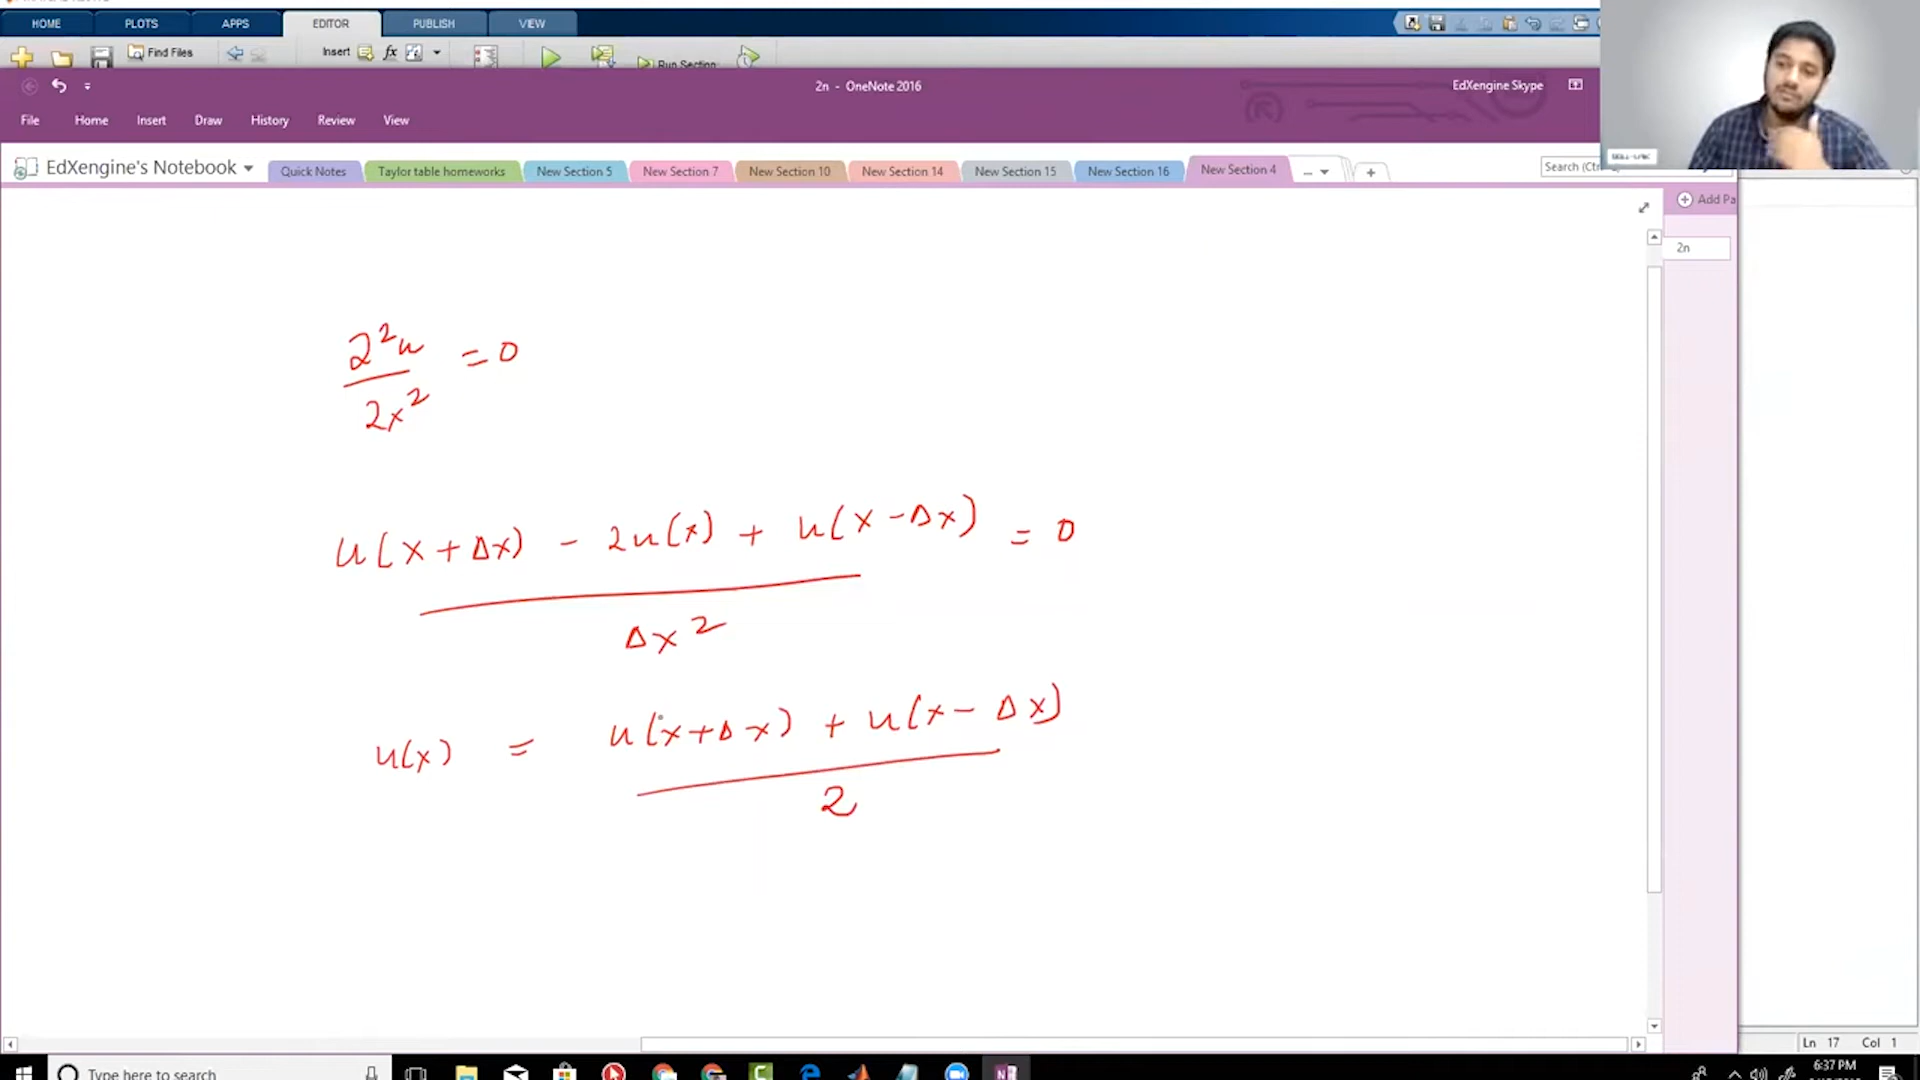 HOME PLOTS APPS EDITOR PUBLISH VIEW
Find Files Insert fx Run Section
2n - OneNote 2016 EdXengine Skype
File Home Insert Draw History Review View
EdXengine's Notebook Quick Notes Taylor table homeworks New Section 5 New Section 7 New Section 10 New Section 14 New Section 15 New Section 16 New Section 4 ... + Search (Ctr
Add Pa
2n
∂²u / ∂x² = 0
u(x+Δx) - 2u(x) + u(x-Δx) = 0
Δx²
u(x) = u(x+Δx) + u(x-Δx)
2
Ln 17 Col 1
Type here to search 6:37 PM